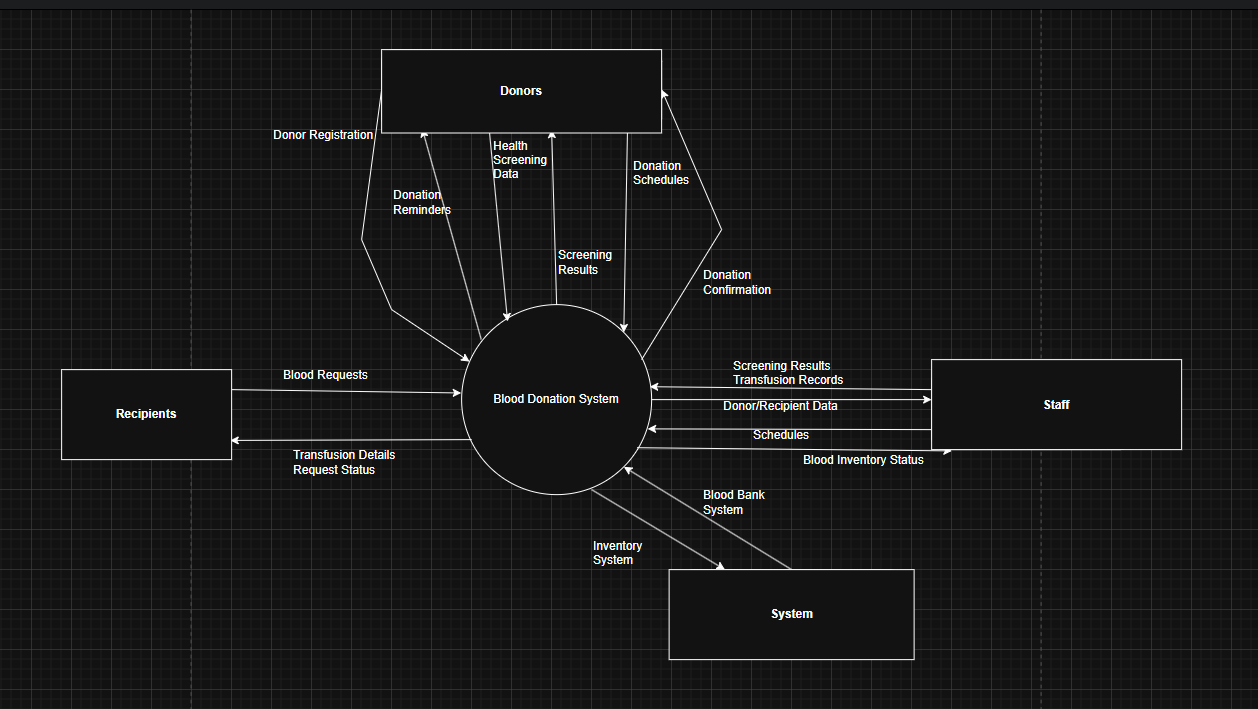 Donors
Donor Registration
Health
Screening
Data
Donation
Schedules
Donation
Reminders
Screening
Results
Donation
Confirmation
Blood Requests
Screening Results
Transfusion Records
Recipients
Blood Donation System
Donor/Recipient Data
Staff
Schedules
Transfusion Details
Request Status
Blood Inventory Status
Blood Bank
System
Inventory
System
System